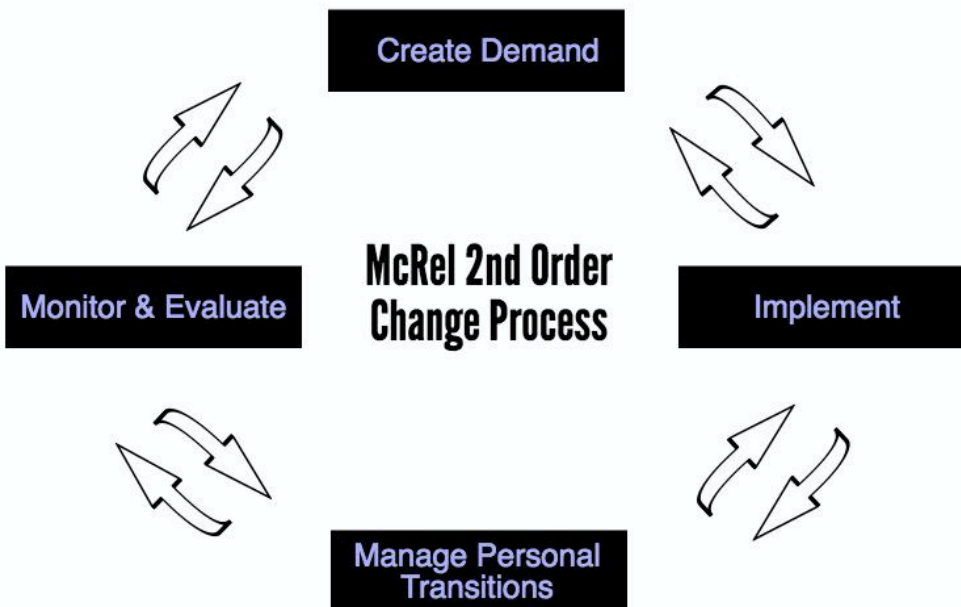 Create Demand
Monitor & Evaluate
McRel 2nd Order
Change Process
Implement
Manage Personal
Transitions